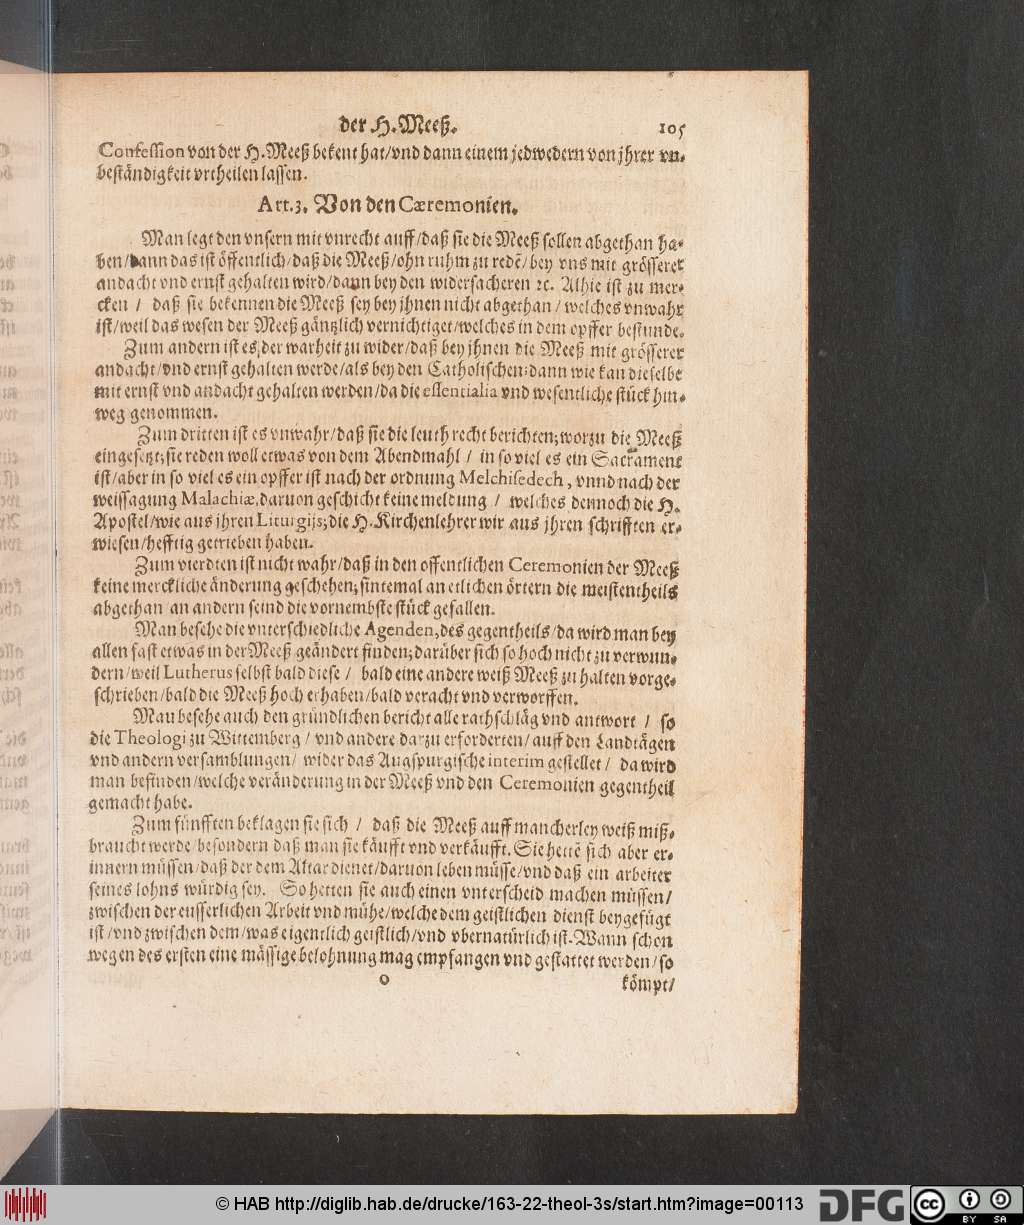 der H. Meeß.
105
Confession von der H. Meeß bekent hat/vnd dann einem jedwedern von jhrer vn-
beständigkeit vrtheilen lassen.
Art. 3. Von den Cæremonien.
Man legt den vnsern mit vnrecht auff/daß sie die Meeß sollen abgethan ha-
ben/dann das ist öffentlich/daß die Meeß/ohn ruhm zu redē/bey vns mit grösserer
andacht vnd ernst gehalten wird/dann bey den widersacheren ꝛc. Alhie ist zu mer-
cken / daß sie bekennen die Meeß sey bey jhnen nicht abgethan / welches vnwahr
ist/weil das wesen der Meeß gäntzlich vernichtiget/welches in dem opffer bestunde.
Zum andern ist es der warheit zu wider/daß bey jhnen die Meeß mit grösserer
andacht/vnd ernst gehalten werde/als bey den Catholischen: dann wie kan dieselbe
mit ernst vnd andacht gehalten werden/da die essentialia vnd wesentliche stück hin-
weg genommen.
Zum dritten ist es vnwahr/daß sie die leuth recht berichten; worzu die Meeß
eingesetzt; sie reden woll etwas von dem Abendmahl / in so viel es ein Sacrament
ist/aber in so viel es ein opffer ist nach der ordnung Melchisedech, vnnd nach der
weissagung Malachiæ, daruon geschicht keine meldung / welches dennoch die H.
Apostel/wie aus jhren Liturgijs; die H. Kirchenlehrer wir aus jhren schrifften er-
wiesen/hefftig getrieben haben.
Zum vierdten ist nicht wahr/daß in den offentlichen Ceremonien der Meeß
keine merckliche änderung geschehen; sintemal an etlichen örtern die meistentheils
abgethan an andern seind die vornembste stück gefallen.
Man besehe die vnterschiedliche Agenden, des gegentheils/da wird man bey
allen fast etwas in der Meeß geändert finden; darüber sich so hoch nicht zu verwun-
dern/weil Lutherus selbst bald diese / bald eine andere weiß Meeß zu halten vorge-
schrieben/bald die Meeß hoch erhaben/bald veracht vnd verworffen.
Man besehe auch den gründlichen bericht alle rathschläg vnd antwort / so
die Theologi zu Wittemberg / vnd andere darzu erforderten/auff den Landtägen
vnd andern versamblungen/ wider das Augspurgische interim gestellet / da wird
man befinden/welche veränderung in der Meeß vnd den Ceremonien gegentheil
gemacht habe.
Zum fünfften beklagen sie sich / daß die Meeß auff mancherley weiß miß-
braucht werde/besondern daß man sie käufft vnd verkäufft. Sie hettē sich aber er-
innern müssen/daß der dem Altar dienet/daruon leben müsse/vnd daß ein arbeiter
seines lohns würdig sey. So hetten sie auch einen vnterscheid machen müssen/
zwischen der eusserlichen Arbeit vnd mühe/welche dem geistlichen dienst beygefügt
ist/vnd zwischen dem/was eigentlich geistlich/vnd vbernatürlich ist. Wann schon
wegen des ersten eine mässige belohnung mag empfangen vnd gestattet werden/so
O
kömpt/
© HAB http://diglib.hab.de/drucke/163-22-theol-3s/start.htm?image=00113
DFG
cc
BY SA